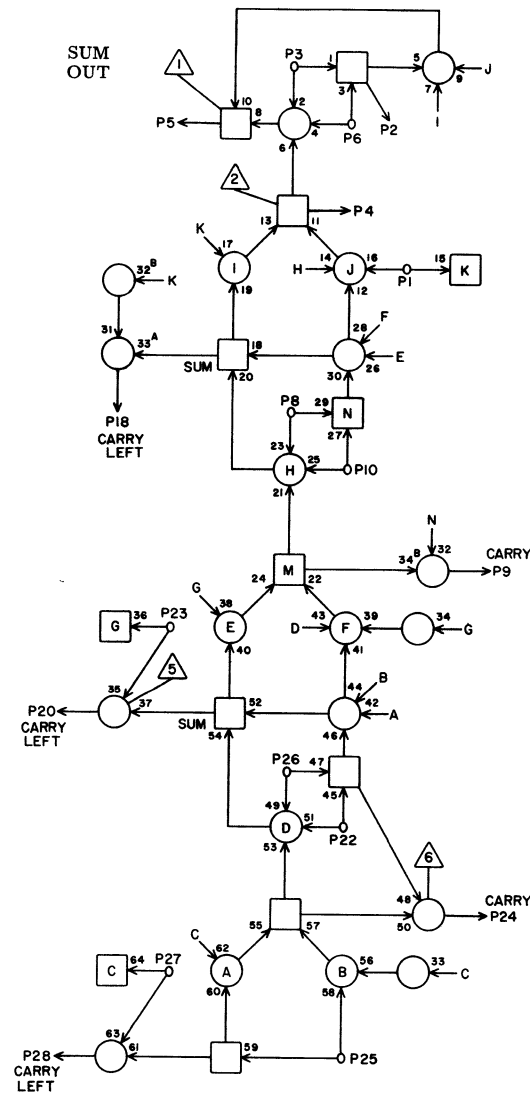 SUM
OUT
1
P3
1
5
J
9
7
I
3
10
8
P5
2
4
6
P6
P2
2
13
11
P4
K
17
I
19
H
14
J
16
12
P1
15
K
32 B
K
31
33 A
P18
CARRY
LEFT
SUM
18
20
28
F
E
26
30
P8
29
N
27
23
25
P10
H
21
N
34 B
32
CARRY
P9
M
24
22
G
38
E
40
D
43
F
39
41
34
G
G
36
P23
5
35
37
P20
CARRY
LEFT
SUM
52
54
44
B
42
A
46
P26
47
45
49
51
P22
D
53
6
48
50
CARRY
P24
55
57
C
62
A
60
B
56
58
33
C
C
64
P27
63
61
P28
CARRY
LEFT
59
P25